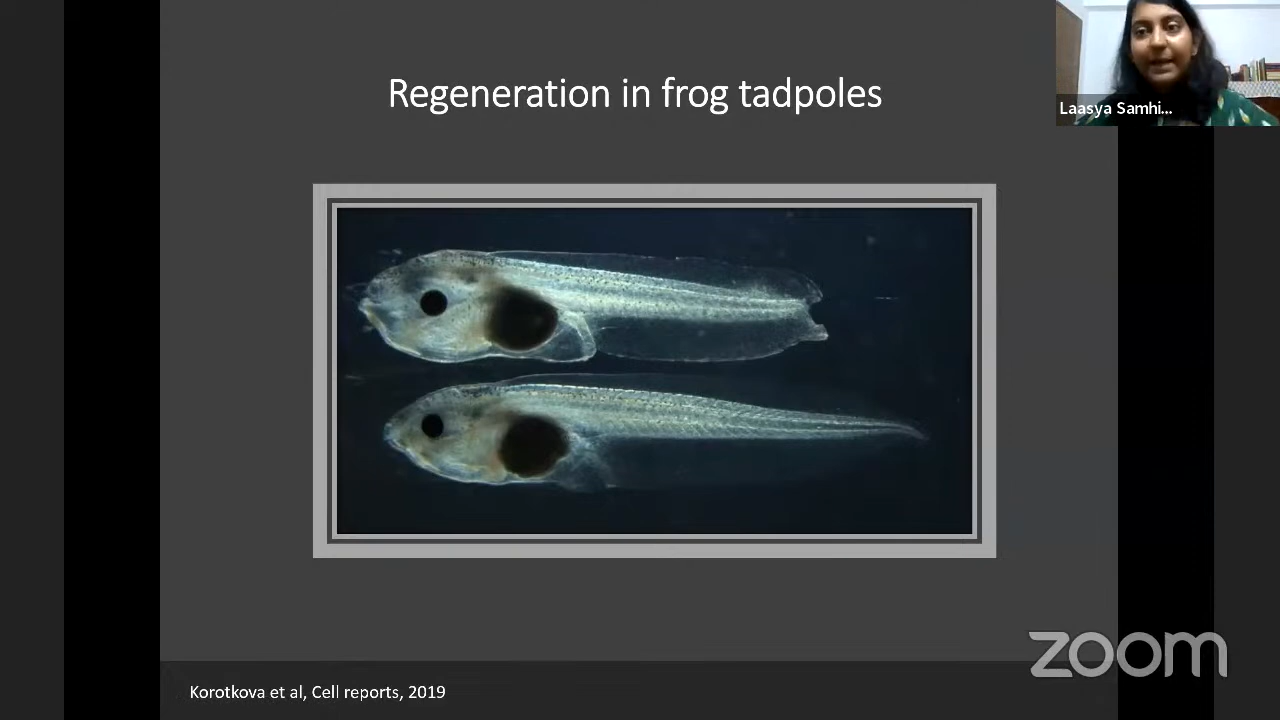 Regeneration in frog tadpoles
Laasya Samhi...
Korotkova et al, Cell reports, 2019
zoom